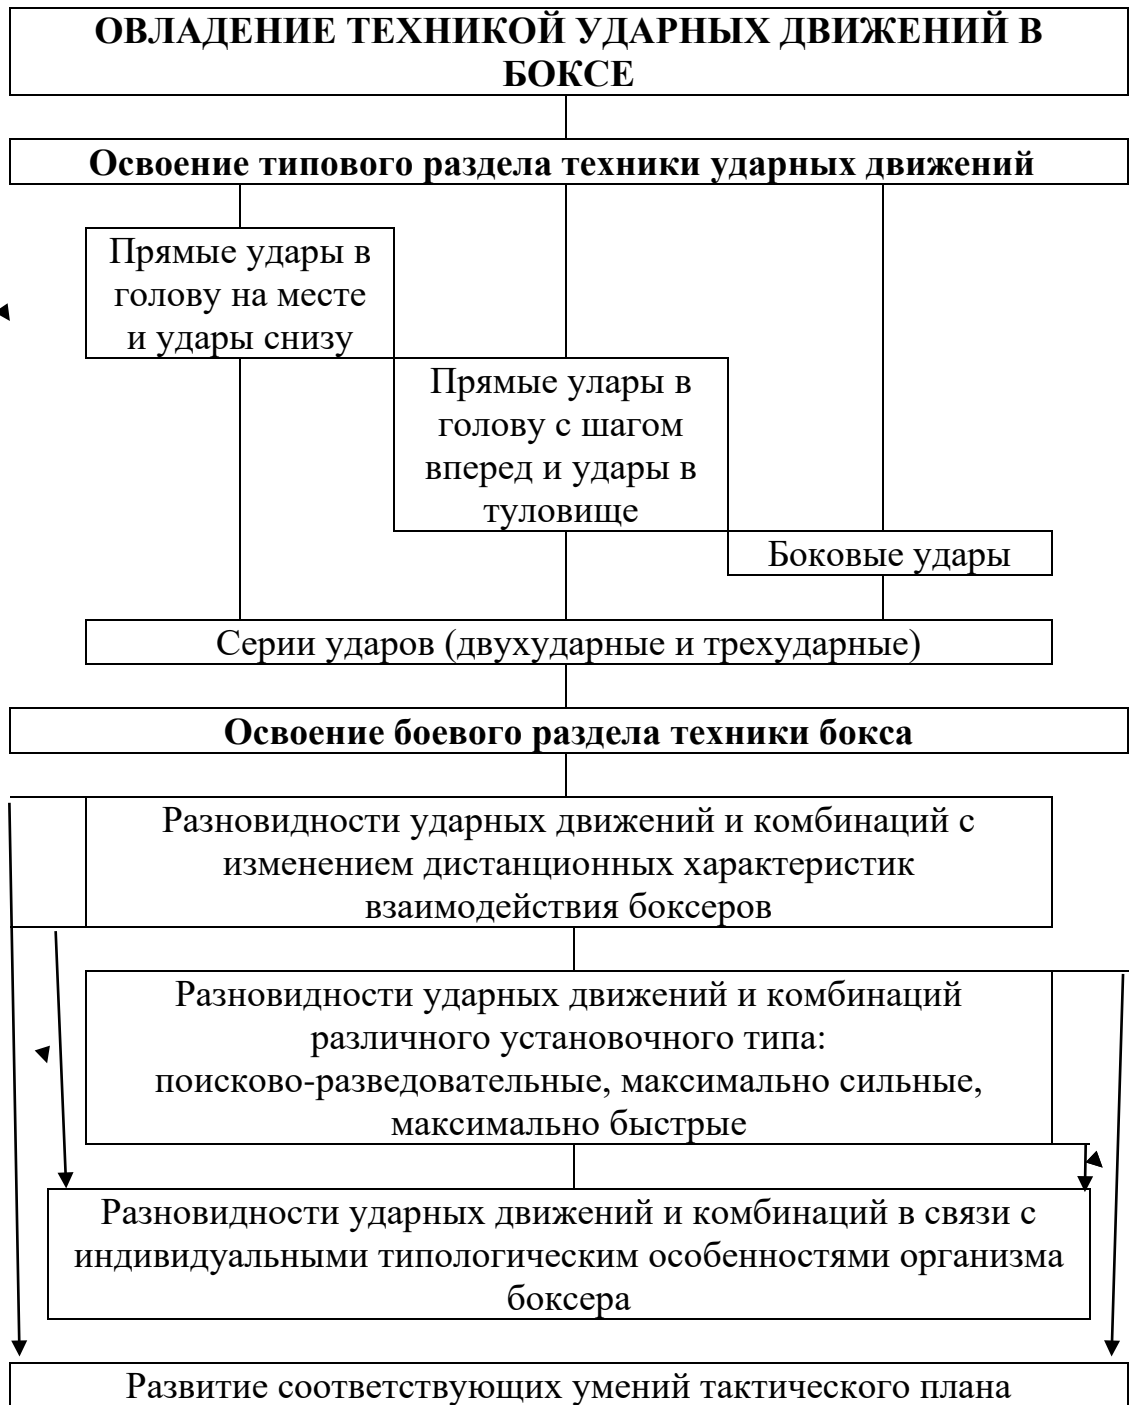 ОВЛАДЕНИЕ ТЕХНИКОЙ УДАРНЫХ ДВИЖЕНИЙ В
БОКСЕ
Освоение типового раздела техники ударных движений
Прямые удары в
голову на месте
и удары снизу
Прямые улары в
голову с шагом
вперед и удары в
туловище
Боковые удары
Серии ударов (двухударные и трехударные)
Освоение боевого раздела техники бокса
Разновидности ударных движений и комбинаций с
изменением дистанционных характеристик
взаимодействия боксеров
Разновидности ударных движений и комбинаций
различного установочного типа:
поисково-разведовательные, максимально сильные,
максимально быстрые
Разновидности ударных движений и комбинаций в связи с
индивидуальными типологическим особенностями организма
боксера
Развитие соответствующих умений тактического плана